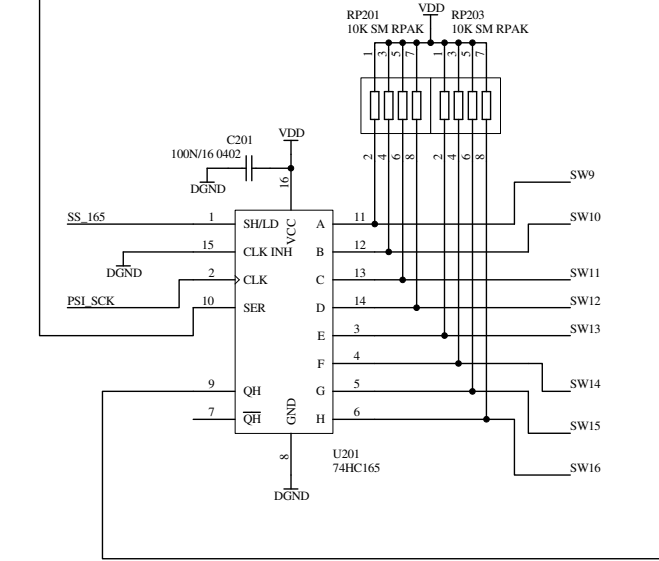 VDD
RP201 RP203
10K SM RPAK 10K SM RPAK
1 3 5 7 1 3 5 7
2 4 6 8 2 4 6 8
C201
100N/16 0402
VDD
DGND
16
SW9
SS_165 1 SH/LD VCC A 11 SW10
15 CLK INH B 12
DGND
PSI_SCK 2 CLK C 13 SW11
10 SER D 14 SW12
E 3 SW13
F 4
SW14
9 QH G 5
7 QH GND H 6
SW15
8
U201
74HC165
SW16
DGND